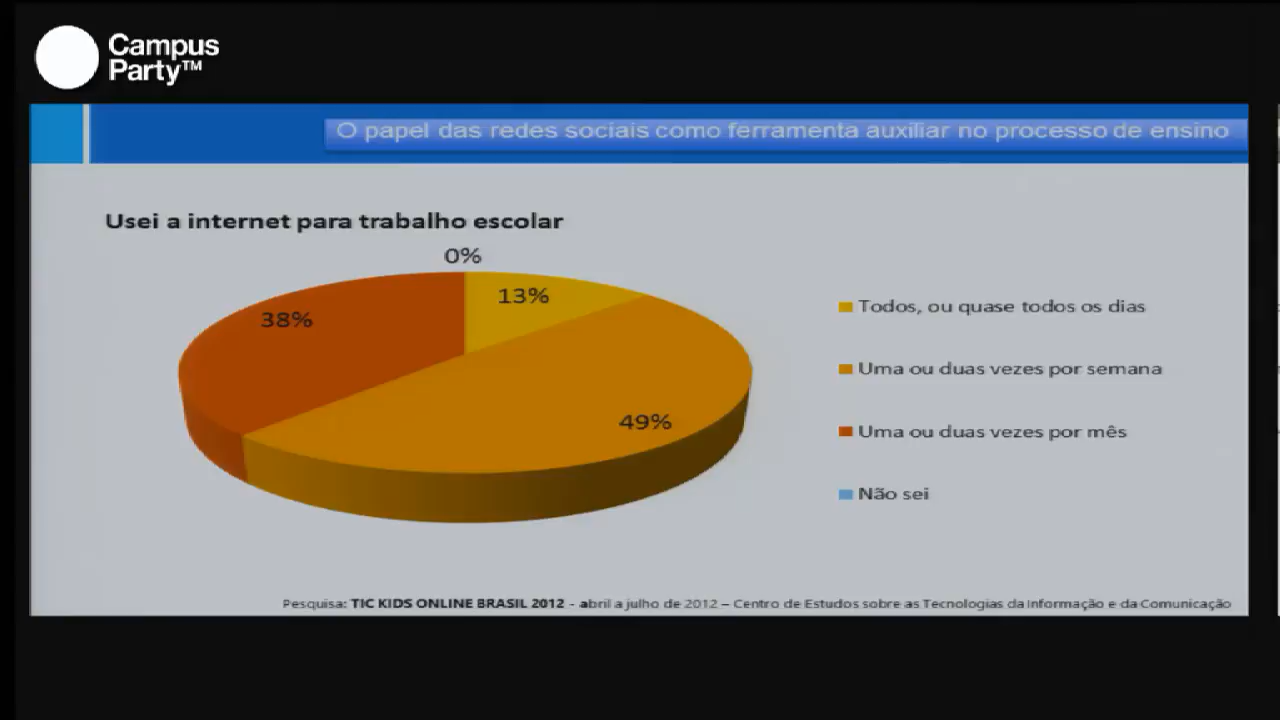 Campus
Party™
O papel das redes sociais como ferramenta auxiliar no processo de ensino
Usei a internet para trabalho escolar
0%
13%
38%
49%
Todos, ou quase todos os dias
Uma ou duas vezes por semana
Uma ou duas vezes por mês
Não sei
Pesquisa: TIC KIDS ONLINE BRASIL 2012 - abril a julho de 2012 – Centro de Estudos sobre as Tecnologias da Informação e da Comunicação